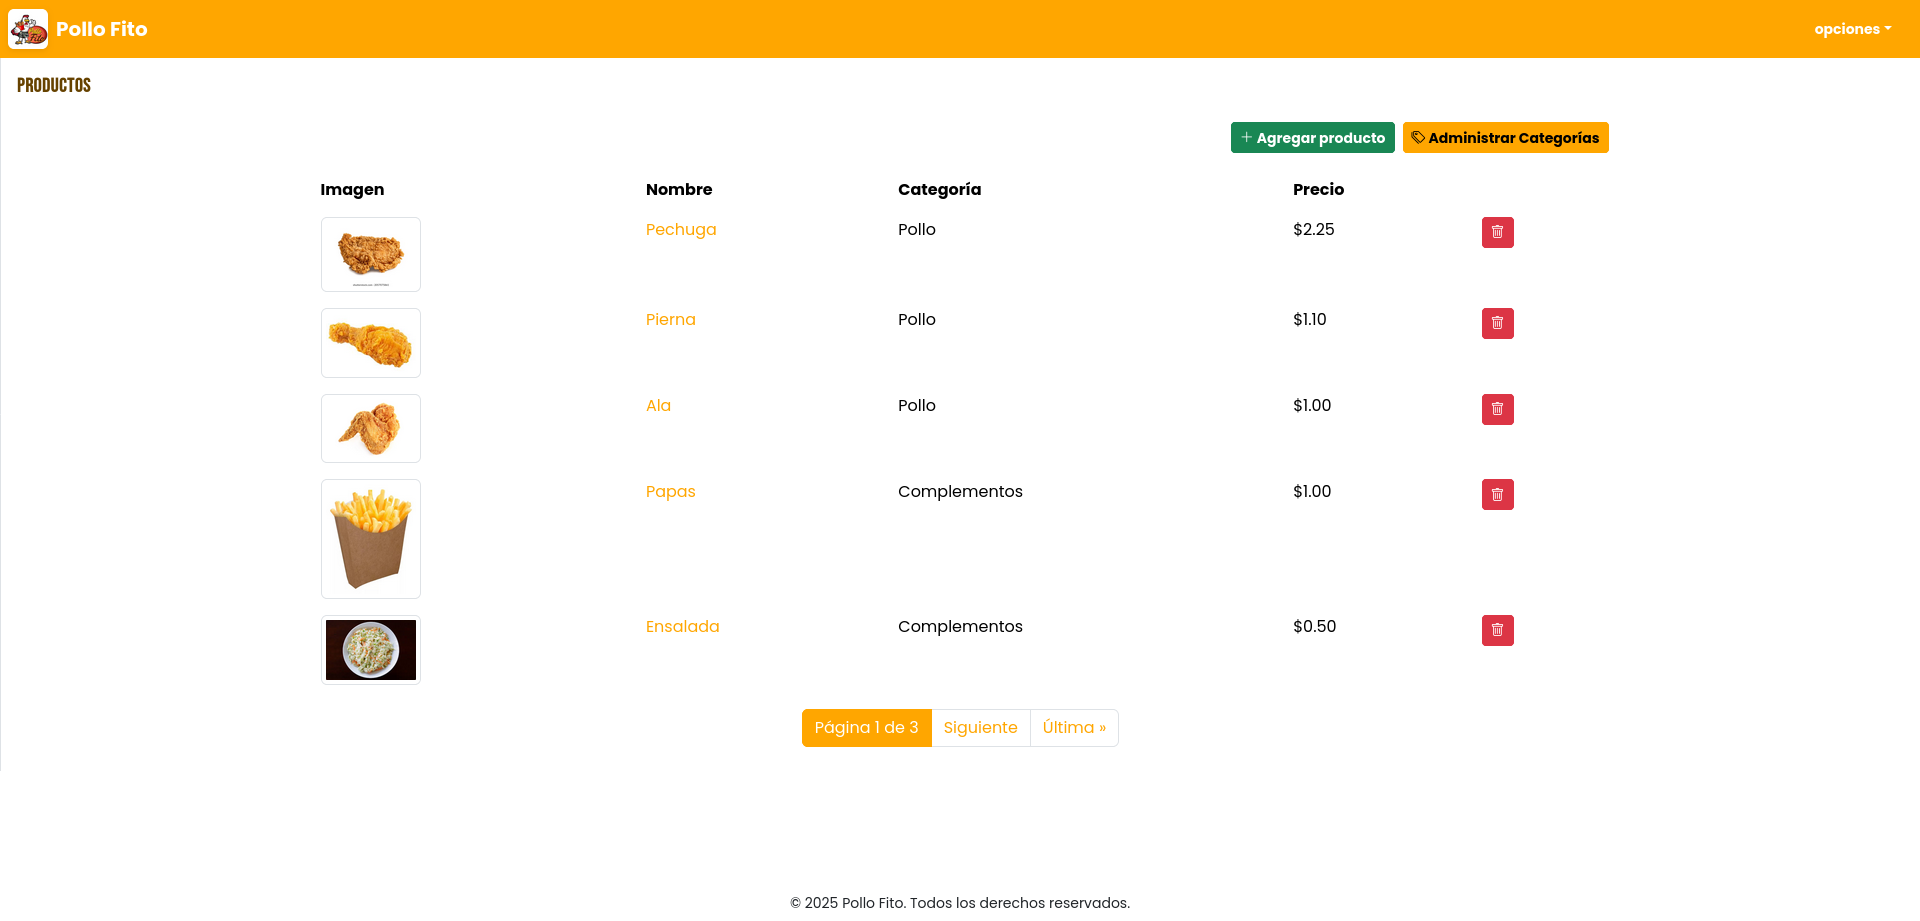 Pollo Fito
opciones
PRODUCTOS
+ Agregar producto
Administrar Categorías
Imagen Nombre Categoría Precio
Pechuga Pollo $2.25
Pierna Pollo $1.10
Ala Pollo $1.00
Papas Complementos $1.00
Ensalada Complementos $0.50
Página 1 de 3 Siguiente Última »
© 2025 Pollo Fito. Todos los derechos reservados.